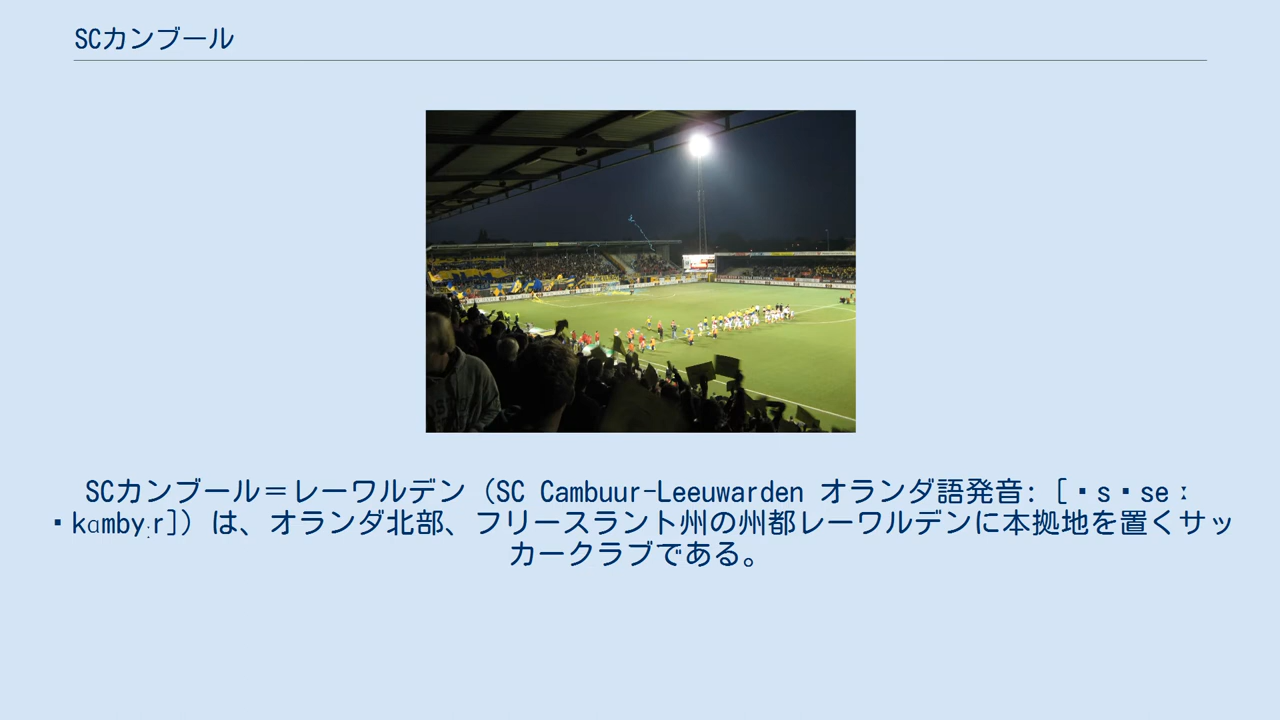 SCカンブール
SCカンブール＝レーワルデン（SC Cambuur-Leeuwarden オランダ語発音: [ˈsˈseː
ˈkɑmbyːr]）は、オランダ北部、フリースラント州の州都レーワルデンに本拠地を置くサッ
カークラブである。